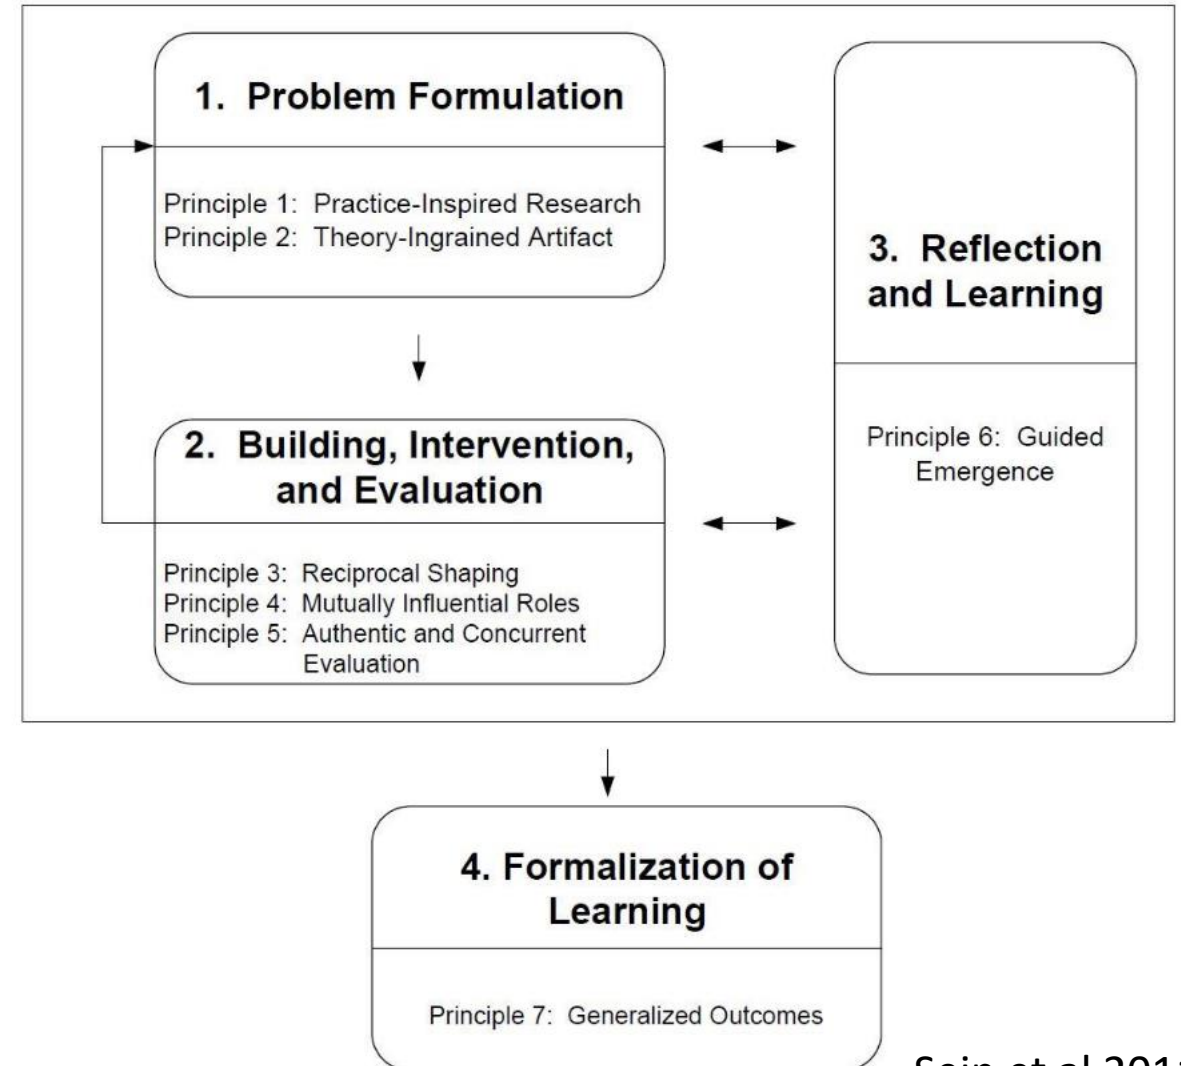 1. Problem Formulation
Principle 1: Practice-Inspired Research
Principle 2: Theory-Ingrained Artifact
2. Building, Intervention,
and Evaluation
Principle 3: Reciprocal Shaping
Principle 4: Mutually Influential Roles
Principle 5: Authentic and Concurrent
Evaluation
3. Reflection
and Learning
Principle 6: Guided
Emergence
4. Formalization of
Learning
Principle 7: Generalized Outcomes
et al